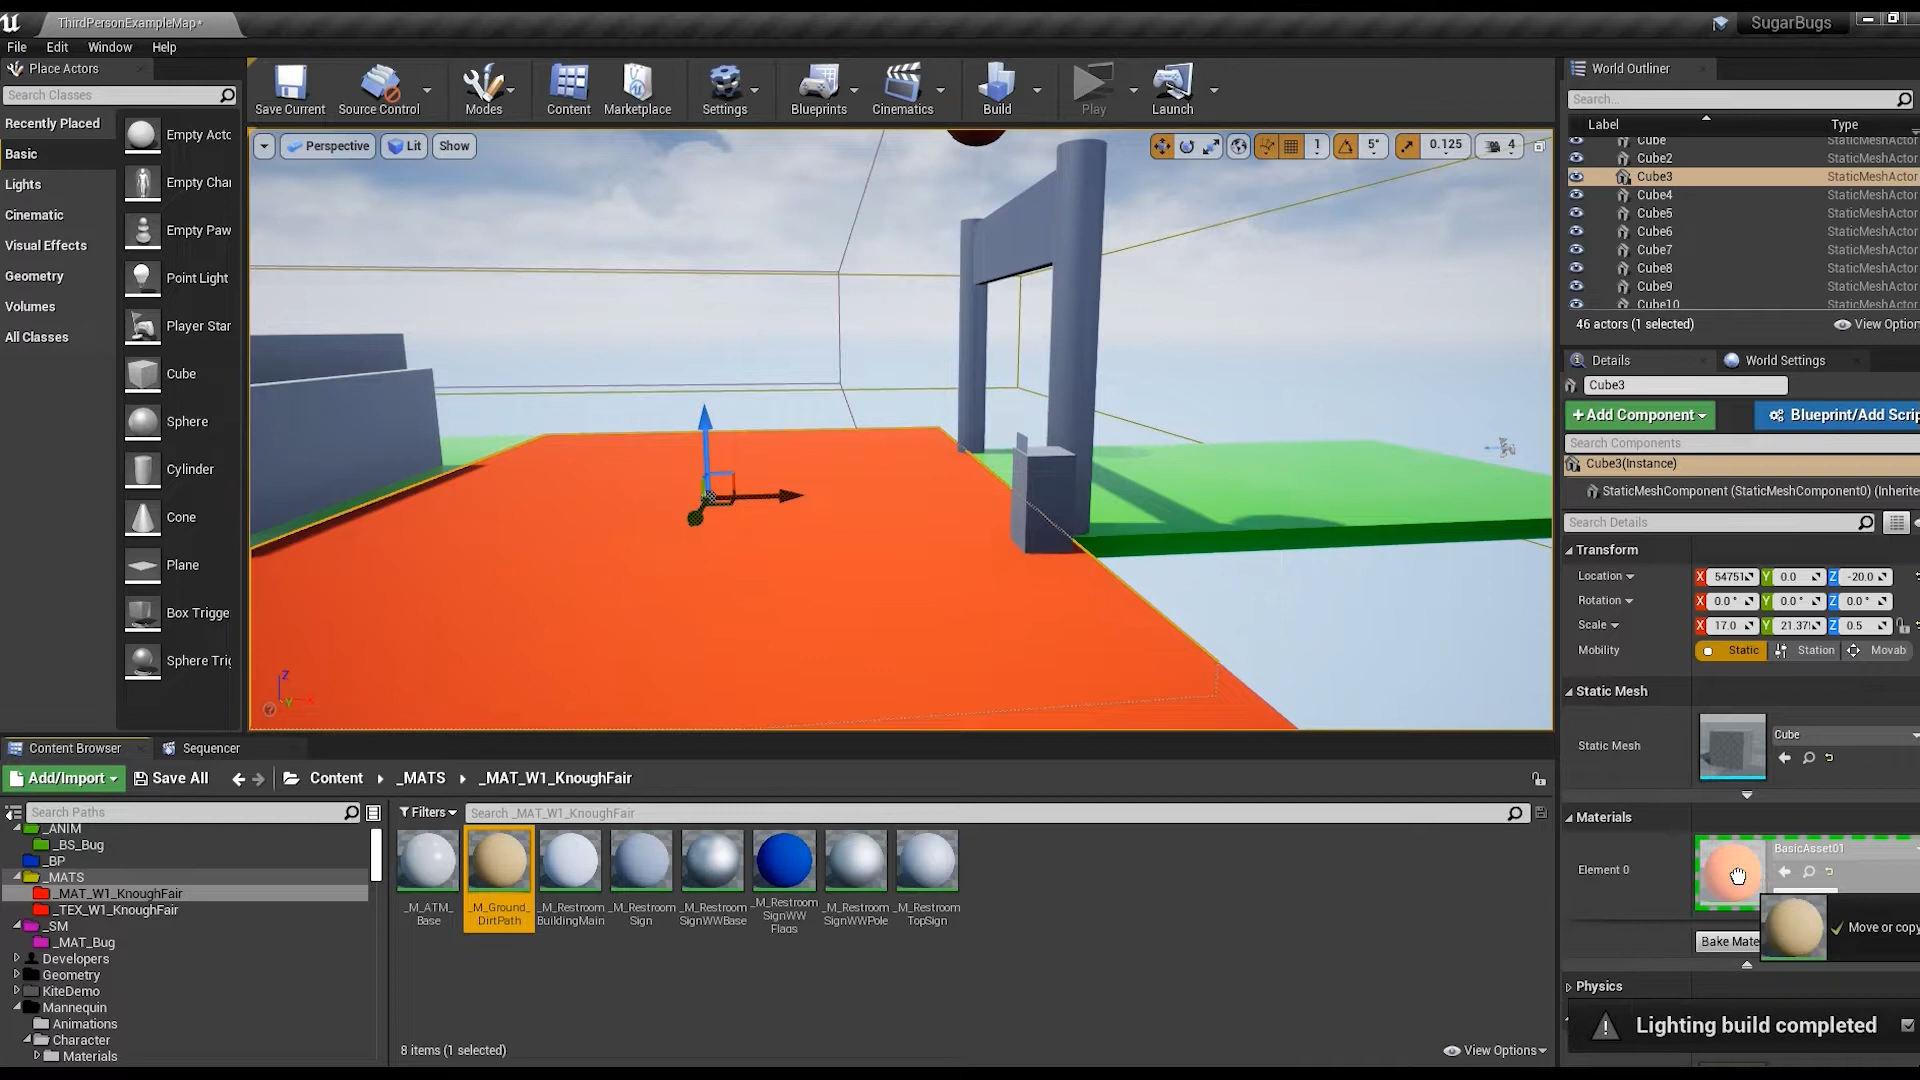 ThirdPersonExampleMap*
SugarBugs
File Edit Window Help
Place Actors
Search Classes
Recently Placed
Basic
Lights
Cinematic
Visual Effects
Geometry
Volumes
All Classes
Empty Acto
Empty Cha
Empty Paw
Point Light
Player Star
Cube
Sphere
Cylinder
Cone
Plane
Box Trigge
Sphere Trig
Save Current
Source Control
Modes
Content
Marketplace
Settings
Blueprints
Cinematics
Build
Play
Launch
Perspective
Lit
Show
1
5°
0.125
4
Z
X
Y
World Outliner
Search...
Label Type
Cube StaticMeshActor
Cube2 StaticMeshActor
Cube3 StaticMeshActor
Cube4 StaticMeshActor
Cube5 StaticMeshActor
Cube6 StaticMeshActor
Cube7 StaticMeshActor
Cube8 StaticMeshActor
Cube9 StaticMeshActor
Cube10 StaticMeshActor
46 actors (1 selected)
View Option
Details
World Settings
Cube3
+Add Component
Blueprint/Add Scrip
Search Components
Cube3(Instance)
StaticMeshComponent (StaticMeshComponent0) (Inherite
Search Details
Transform
Location X 54751 Y 0.0 Z -20.0
Rotation X 0.0° Y 0.0° Z 0.0°
Scale X 17.0 Y 21.37 Z 0.5
Mobility Static Station Movab
Static Mesh
Static Mesh
Cube
Materials
Element 0
BasicAsset01
Move or copy
Bake Mate
Physics
Lighting build completed
Content Browser
Sequencer
Add/Import
Save All
Content
_MATS
_MAT_W1_KnoughFair
Search Paths
_ANIM
_BS_Bug
_BP
_MATS
_MAT_W1_KnoughFair
_TEX_W1_KnoughFair
_SM
_MAT_Bug
Developers
Geometry
KiteDemo
Mannequin
Animations
Character
Materials
Filters
Search _MAT_W1_KnoughFair
_M_ATM_
Base
_M_Ground_
DirtPath
_M_Restroom
BuildingMain
_M_Restroom
Sign
_M_Restroom
SignWWBase
_M_Restroom
SignWW
Flags
_M_Restroom
SignWWPole
_M_Restroom
TopSign
8 items (1 selected)
View Options